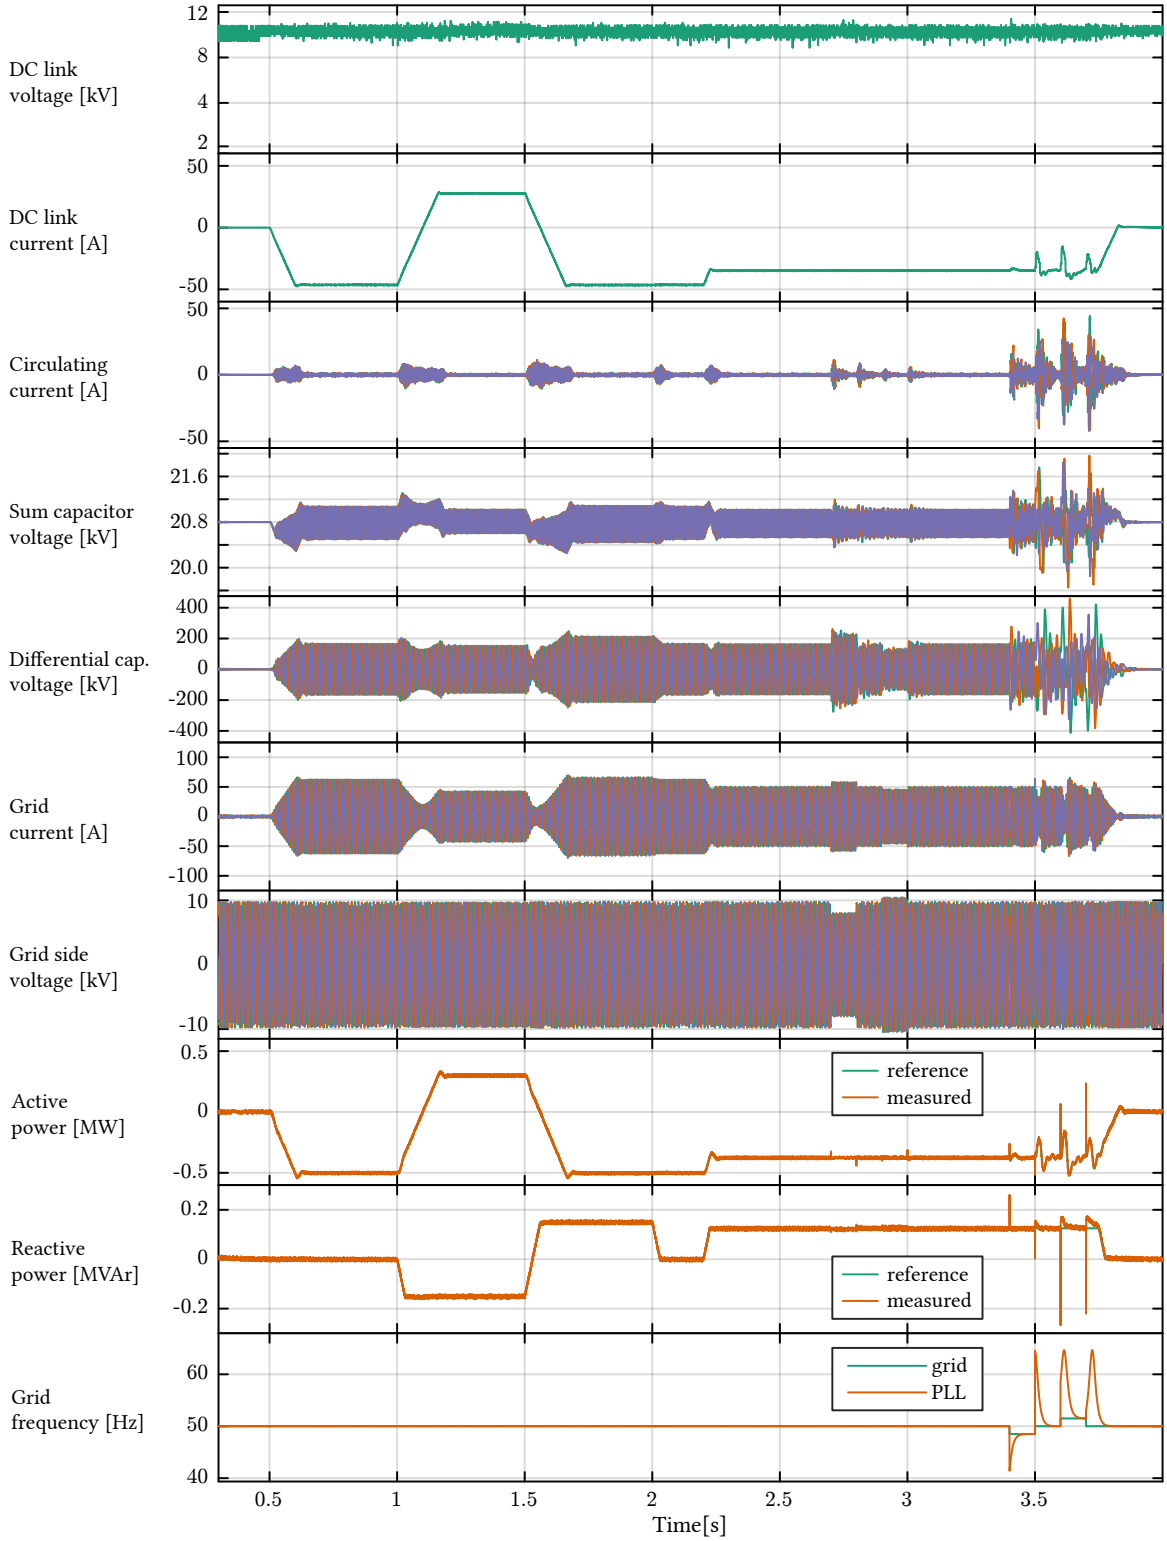 12
8
4
2
DC link
voltage [kV]
50
0
-50
DC link
current [A]
50
0
-50
Circulating
current [A]
21.6
20.8
20.0
Sum capacitor
voltage [kV]
400
200
0
-200
-400
Differential cap.
voltage [kV]
100
50
0
-50
-100
Grid
current [A]
10
0
-10
Grid side
voltage [kV]
0.5
0
-0.5
Active
power [MW]
reference
measured
0.2
0
-0.2
Reactive
power [MVAr]
reference
measured
60
50
40
Grid
frequency [Hz]
grid
PLL
0.5 1 1.5 2 2.5 3 3.5
Time[s]